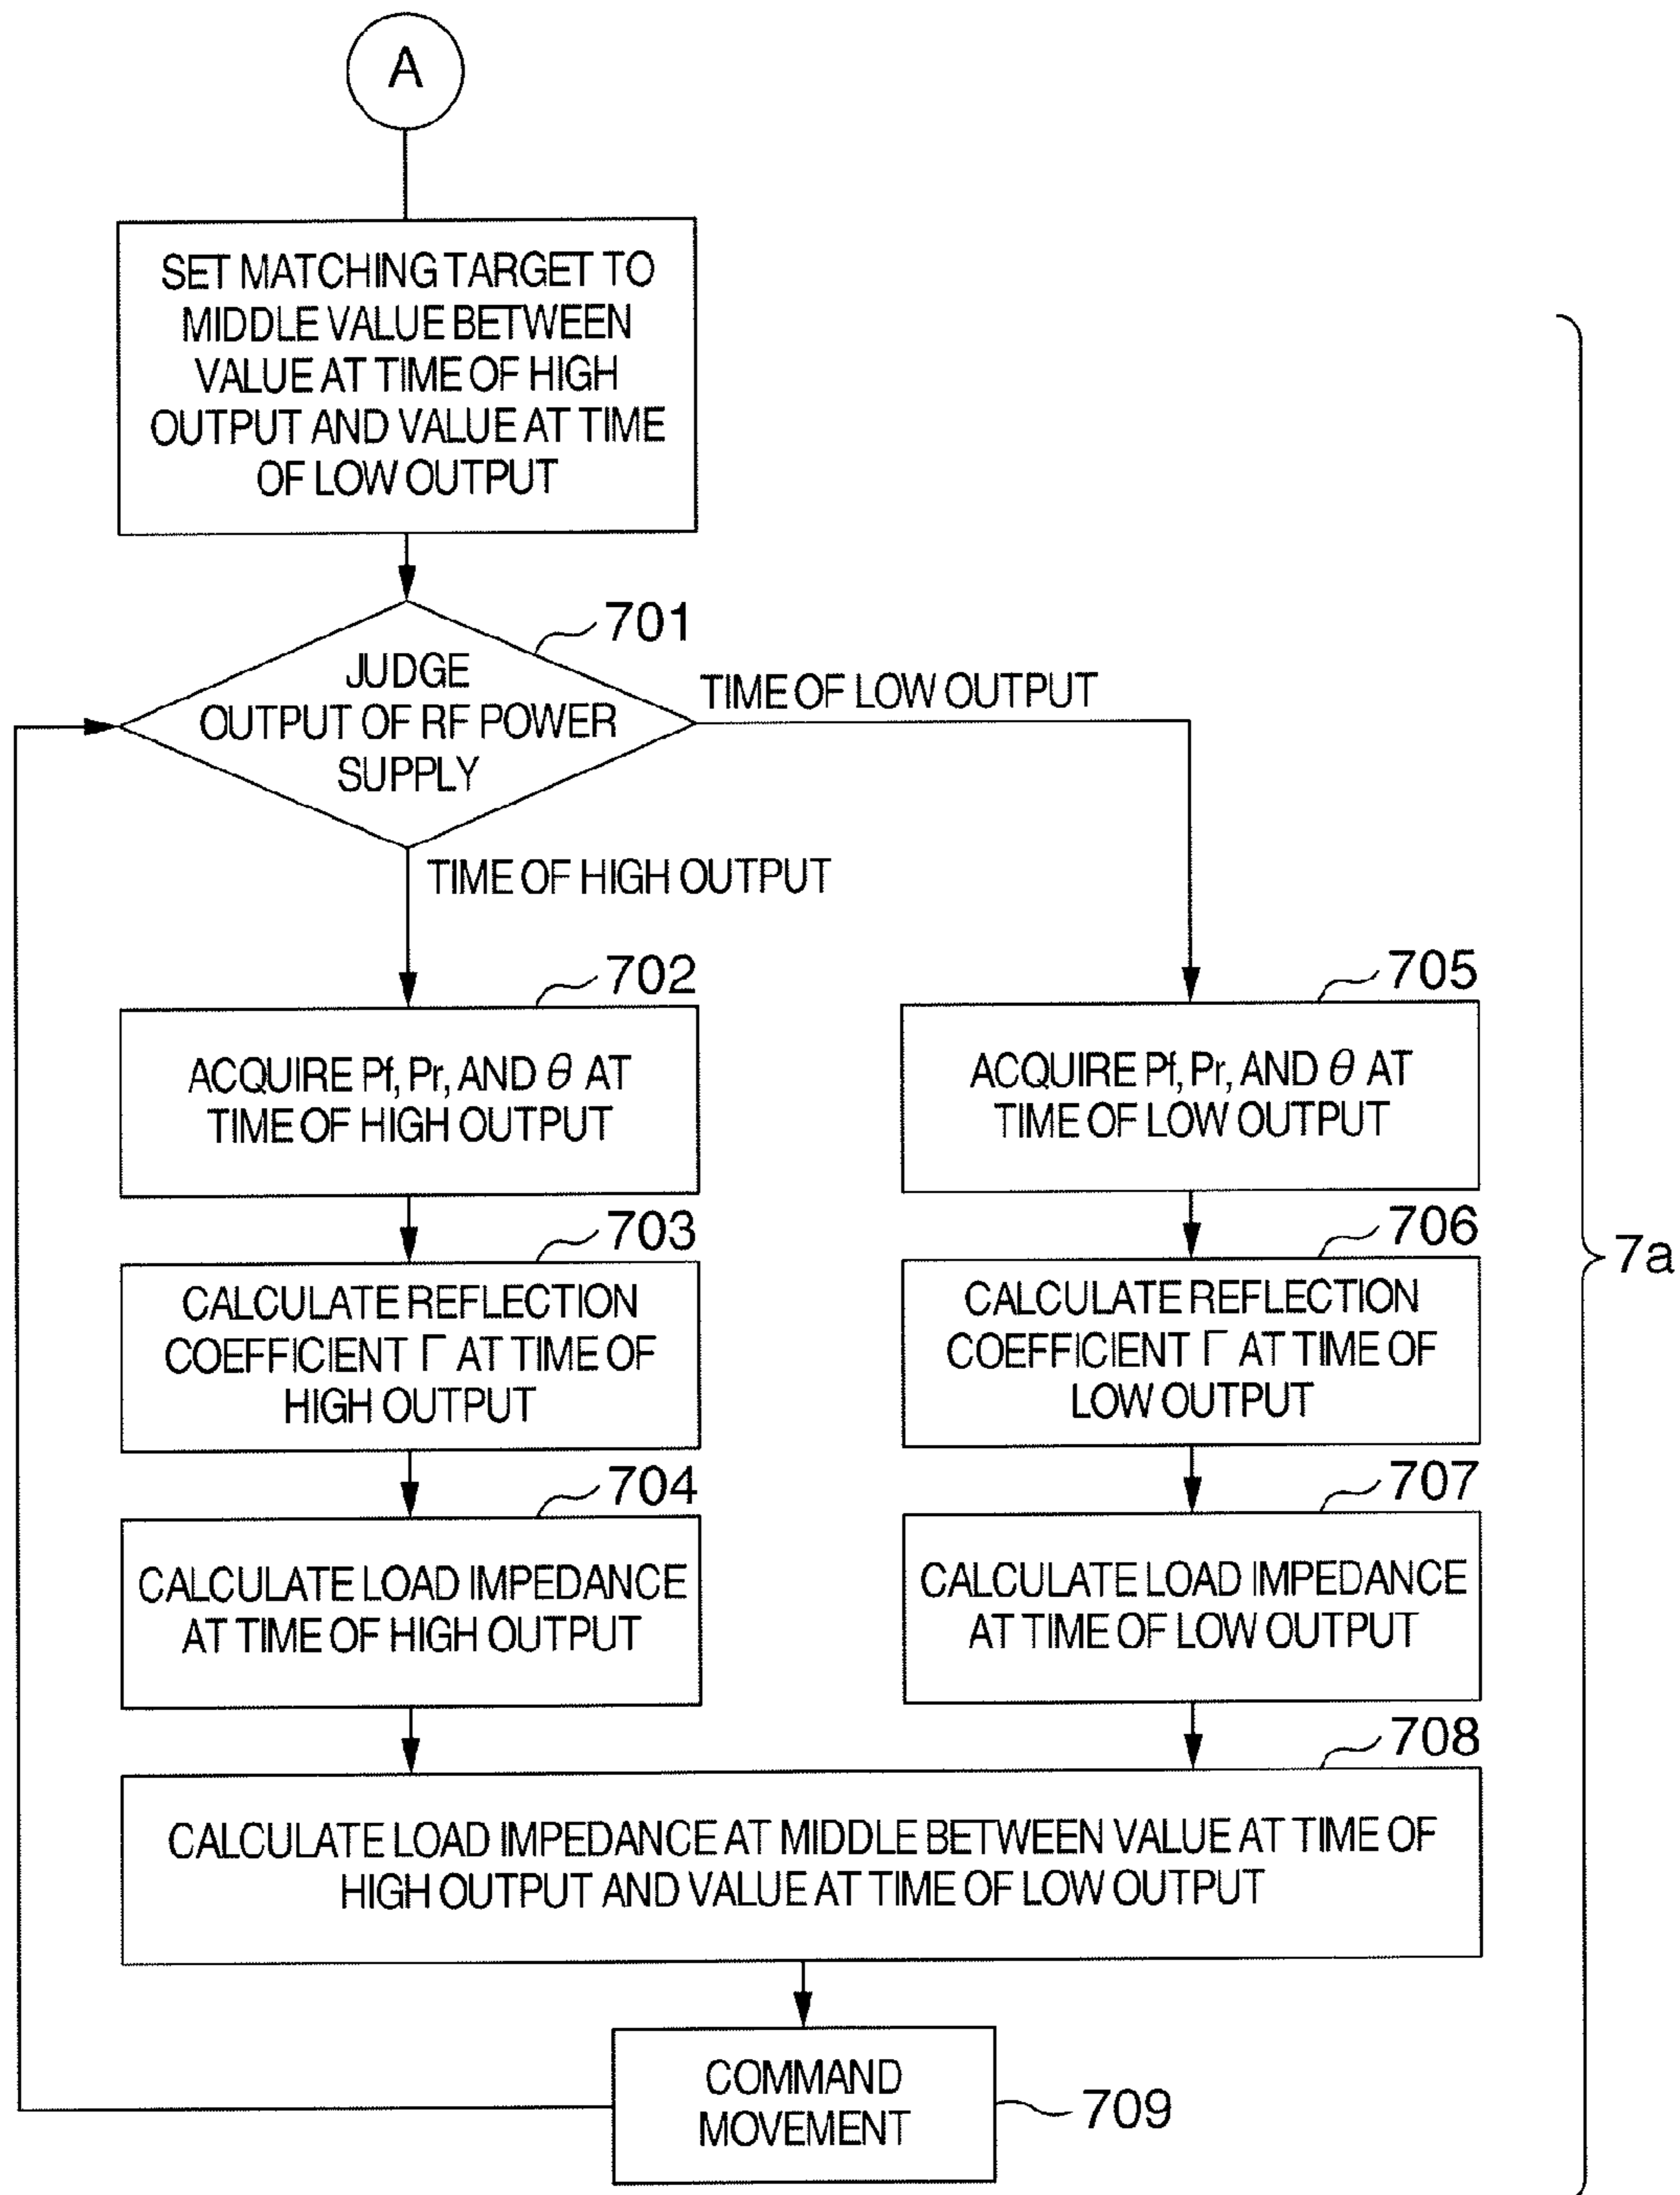 A
SET MATCHING TARGET TO
MIDDLE VALUE BETWEEN
VALUE AT TIME OF HIGH
OUTPUT AND VALUE AT TIME
OF LOW OUTPUT
701
JUDGE
OUTPUT OF RF POWER
SUPPLY
TIME OF LOW OUTPUT
TIME OF HIGH OUTPUT
702
ACQUIRE Pf, Pr, AND θ AT
TIME OF HIGH OUTPUT
703
CALCULATE REFLECTION
COEFFICIENT Γ AT TIME OF
HIGH OUTPUT
704
CALCULATE LOAD IMPEDANCE
AT TIME OF HIGH OUTPUT
705
ACQUIRE Pf, Pr, AND θ AT
TIME OF LOW OUTPUT
706
CALCULATE REFLECTION
COEFFICIENT Γ AT TIME OF
LOW OUTPUT
707
CALCULATE LOAD IMPEDANCE
AT TIME OF LOW OUTPUT
708
CALCULATE LOAD IMPEDANCE AT MIDDLE BETWEEN VALUE AT TIME OF
HIGH OUTPUT AND VALUE AT TIME OF LOW OUTPUT
COMMAND
MOVEMENT
709
7a